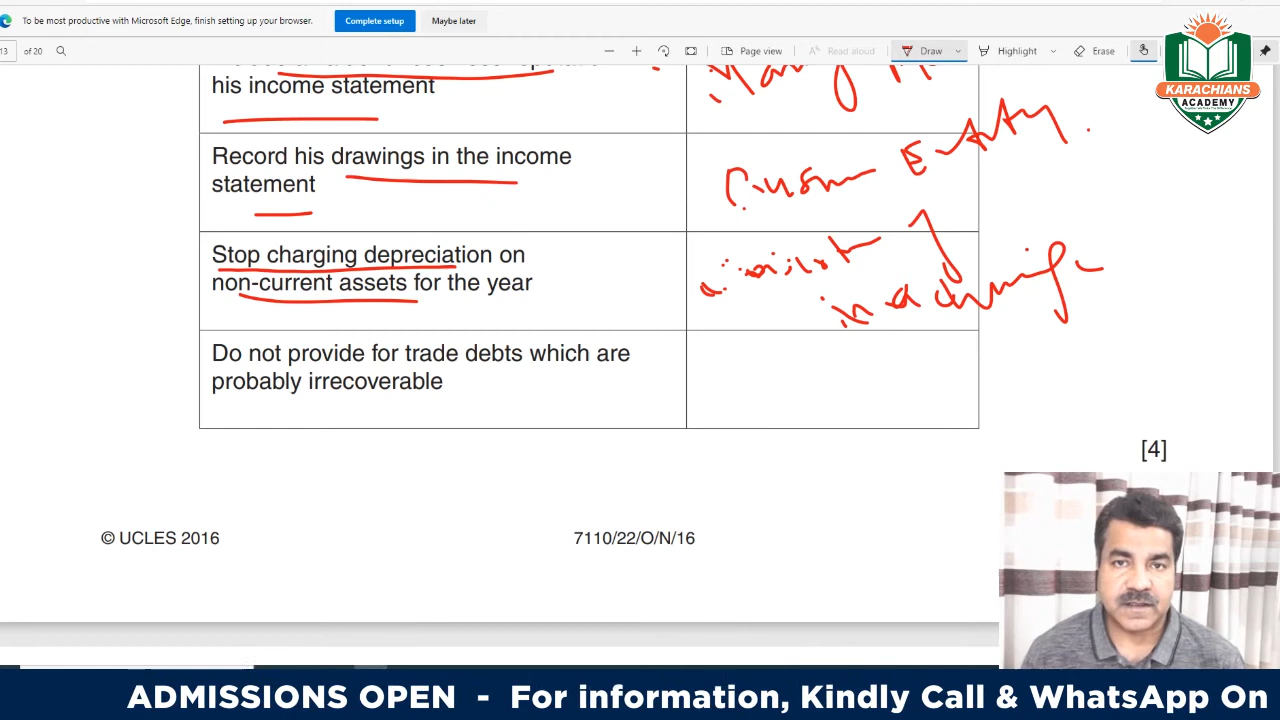 To be most productive with Microsoft Edge, finish setting up your browser.
Complete setup
Maybe later
13 of 20
Page view
Read aloud
Draw
Highlight
Erase
his income statement
Record his drawings in the income
statement
Business Entity.
Stop charging depreciation on
non-current assets for the year
Do not provide for trade debts which are
probably irrecoverable
[4]
© UCLES 2016
7110/22/O/N/16
KARACHIANS
ACADEMY
ADMISSIONS OPEN - For information, Kindly Call & WhatsApp On